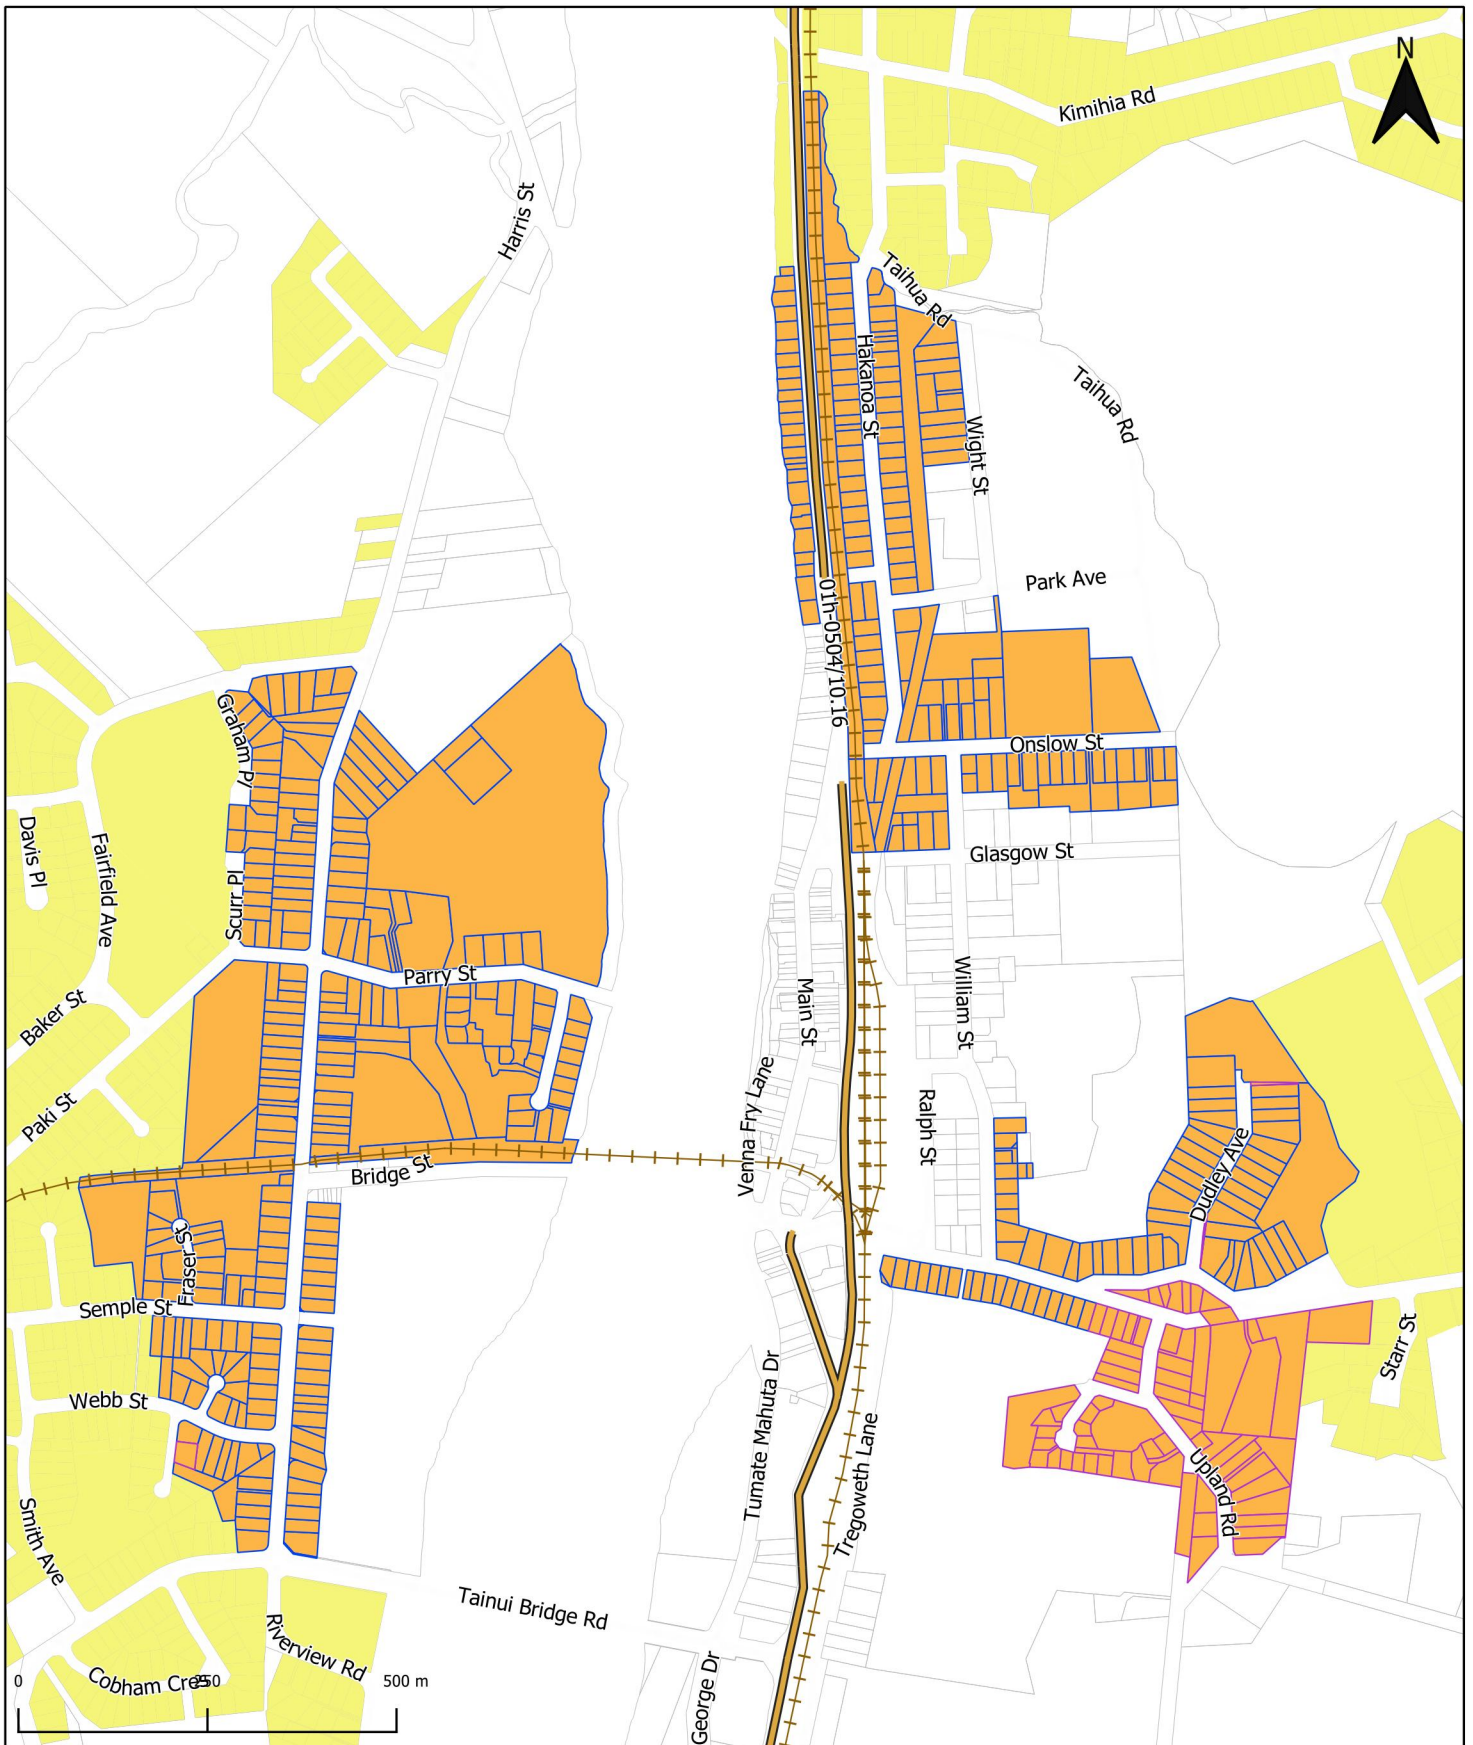 N
Kimihia Rd
Harris St
Taihua Rd
Hakanoa St
Taihua Rd
Wight St
Park Ave
01h-0504/10.16
Graham Pl
Onslow St
Davis Pl
Fairfield Ave
Glasgow St
Scurr Pl
Parry St
William St
Main St
Baker St
Venna Fry Lane
Paki St
Ralph St
Dudley Ave
Bridge St
Fraser St
Semple St
Starr St
Tumate Mahuta Dr
Webb St
Tregoweth Lane
Upland Rd
Smith Ave
Tainui Bridge Rd
Riverview Rd
George Dr
Cobham Cres
0 250 500 m